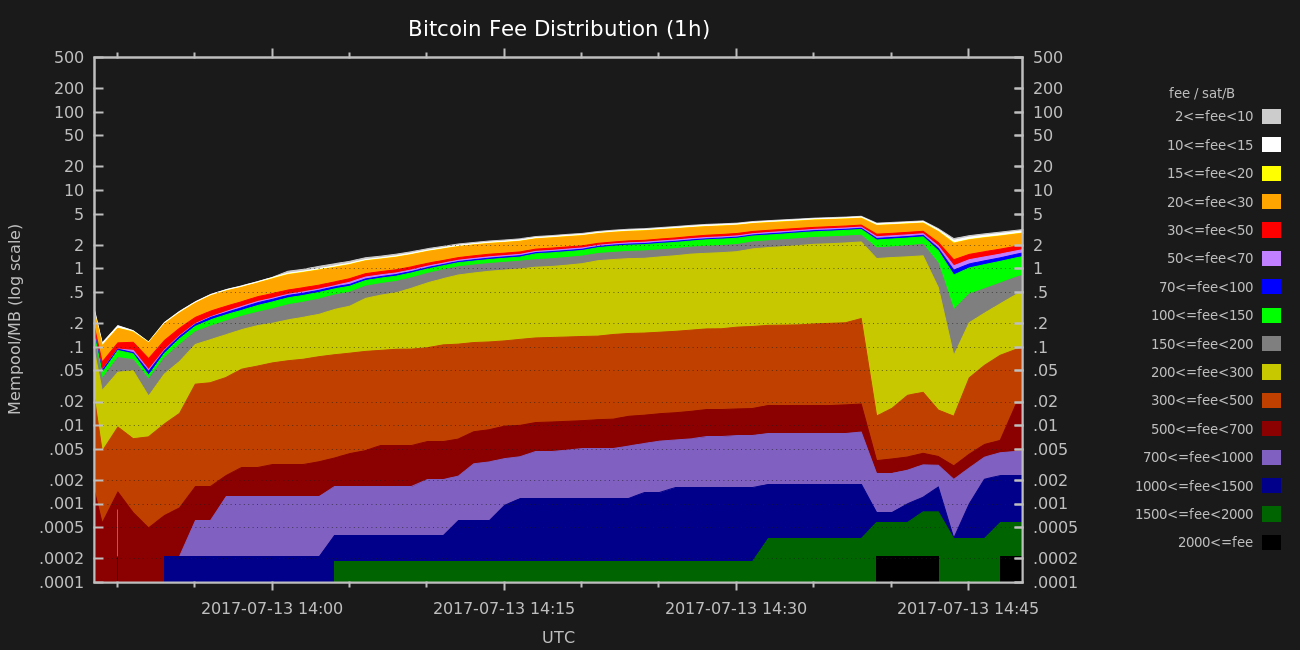 Bitcoin Fee Distribution (1h)
500
200
100
50
20
10
5
2
1
.5
.2
.1
.05
.02
.01
.005
.002
.001
.0005
.0002
.0001
Mempool/MB (log scale)
500
200
100
50
20
10
5
2
1
.5
.2
.1
.05
.02
.01
.005
.002
.001
.0005
.0002
.0001
2017-07-13 14:00
2017-07-13 14:15
2017-07-13 14:30
2017-07-13 14:45
UTC
fee / sat/B
2<=fee<10
10<=fee<15
15<=fee<20
20<=fee<30
30<=fee<50
50<=fee<70
70<=fee<100
100<=fee<150
150<=fee<200
200<=fee<300
300<=fee<500
500<=fee<700
700<=fee<1000
1000<=fee<1500
1500<=fee<2000
2000<=fee